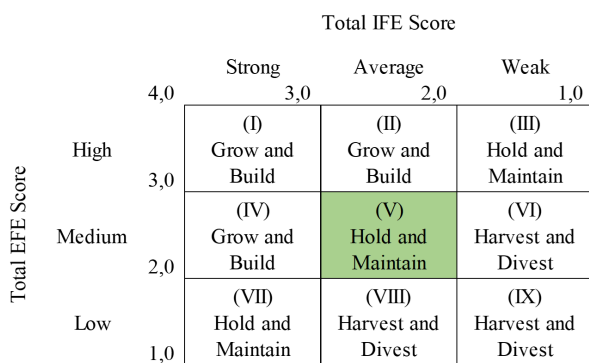 Total IFE Score
Strong Average Weak
4,0 3,0 2,0 1,0
(I) (II) (III)
High Grow and Grow and Hold and
Build Build Maintain
3,0
(IV) (V) (VI)
Medium Grow and Hold and Harvest and
Build Maintain Divest
2,0
(VII) (VIII) (IX)
Low Hold and Harvest and Harvest and
Maintain Divest Divest
1,0
Total EFE Score